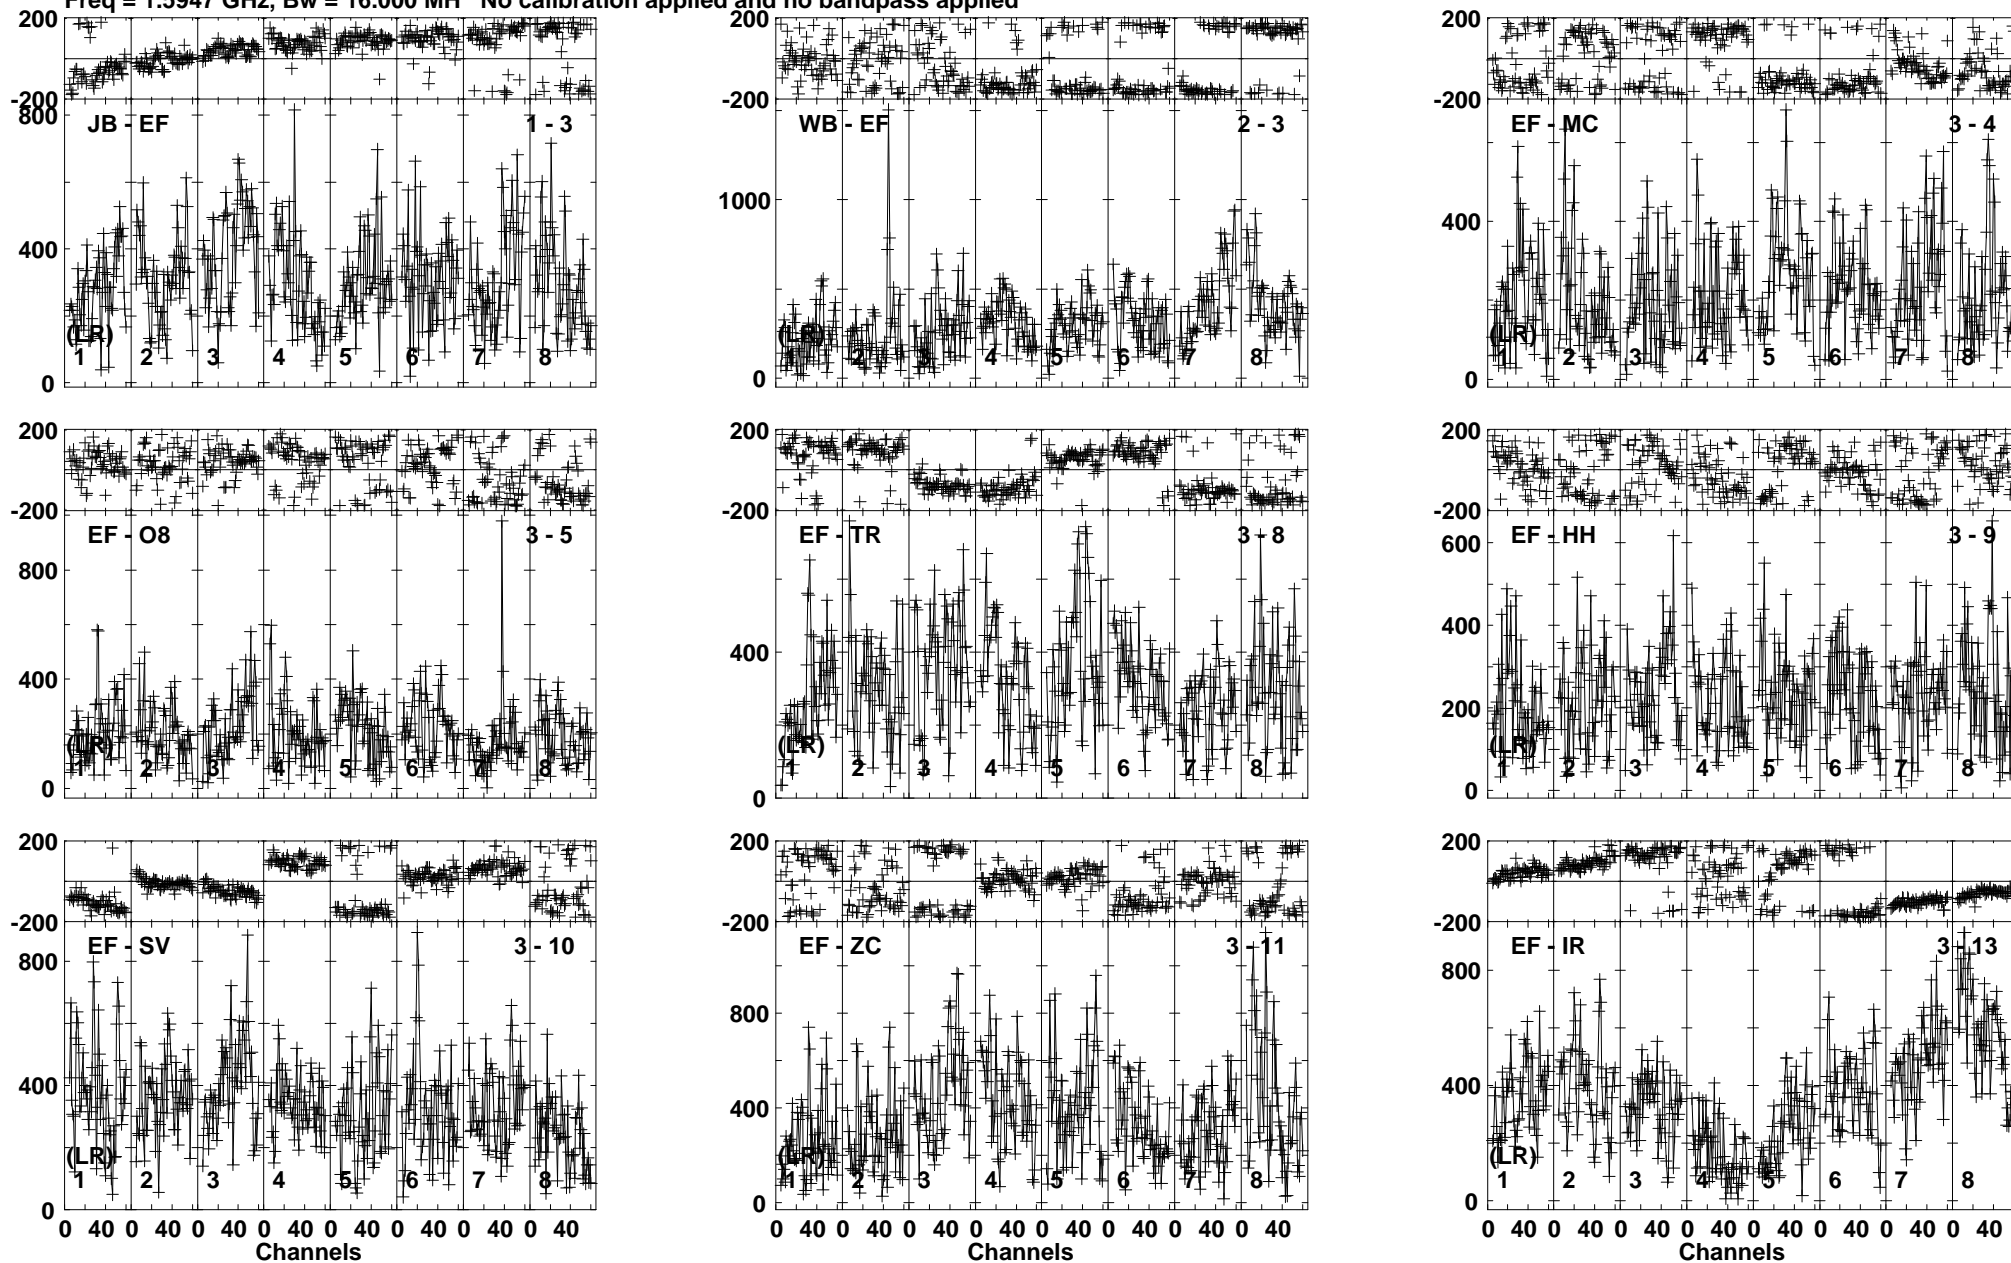 Freq = 1.5947 GHz, Bw = 16.000 MH No calibration applied and no bandpass applied
200
-200
800
400
0
JB - EF
1 - 3
(LR)
1 2 3 4 5 6 7 8
200
-200
1000
0
WB - EF
2 - 3
(LR)
1 2 3 4 5 6 7 8
200
-200
400
0
EF - MC
3 - 4
(LR)
1 2 3 4 5 6 7 8
200
-200
800
400
0
EF - O8
3 - 5
(LR)
1 2 3 4 5 6 7 8
200
-200
400
0
EF - TR
3 - 8
(LR)
1 2 3 4 5 6 7 8
200
-200
600
400
200
0
EF - HH
3 - 9
(LR)
1 2 3 4 5 6 7 8
200
-200
800
400
0
EF - SV
3 - 10
(LR)
1 2 3 4 5 6 7 8
0 40 0 40 0 40 0 40 0 40 0 40 0 40 0 40
Channels
200
-200
800
400
0
EF - ZC
3 - 11
(LR)
1 2 3 4 5 6 7 8
0 40 0 40 0 40 0 40 0 40 0 40 0 40 0 40
Channels
200
-200
800
400
0
EF - IR
3 - 13
(LR)
1 2 3 4 5 6 7 8
0 40 0 40 0 40 0 40 0 40 0 40 0 40 0 40
Channels